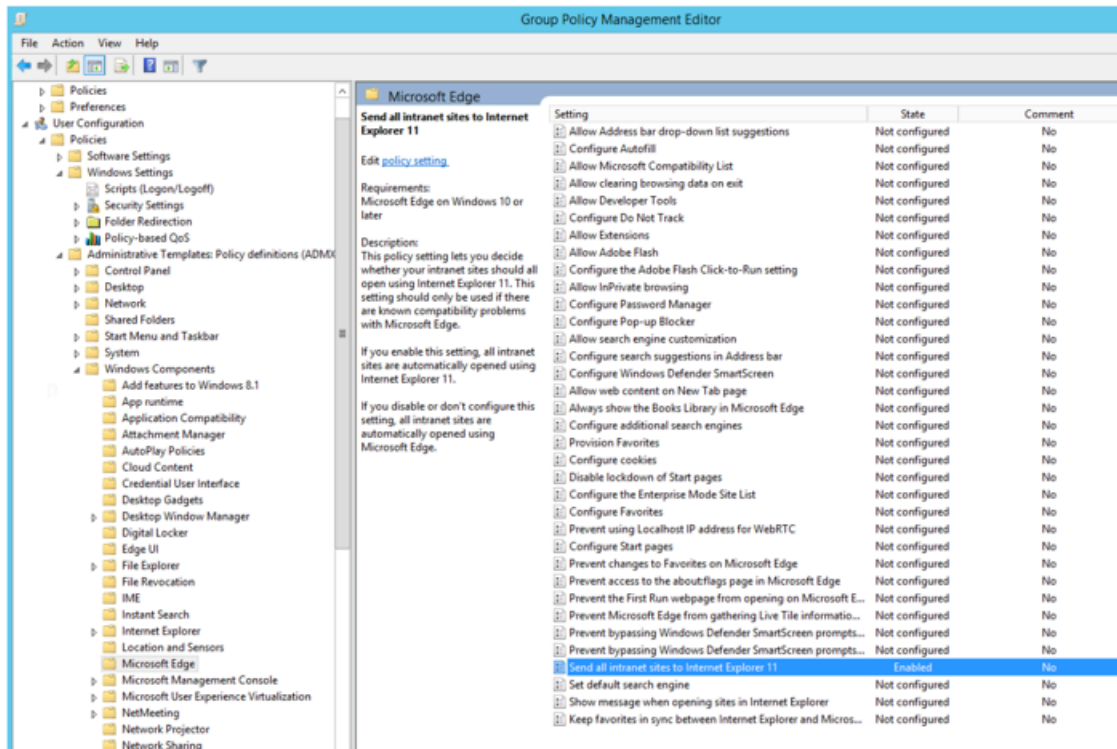 Group Policy Management Editor
File Action View Help
Policies
Preferences
User Configuration
Policies
Software Settings
Windows Settings
Scripts (Logon/Logoff)
Security Settings
Folder Redirection
Policy-based QoS
Administrative Templates: Policy definitions (ADMX
Control Panel
Desktop
Network
Shared Folders
Start Menu and Taskbar
System
Windows Components
Add features to Windows 8.1
App runtime
Application Compatibility
Attachment Manager
AutoPlay Policies
Cloud Content
Credential User Interface
Desktop Gadgets
Desktop Window Manager
Digital Locker
Edge UI
File Explorer
File Revocation
IME
Instant Search
Internet Explorer
Location and Sensors
Microsoft Edge
Microsoft Management Console
Microsoft User Experience Virtualization
NetMeeting
Network Projector
Network Sharing
Microsoft Edge
Send all intranet sites to Internet
Explorer 11
Edit policy setting
Requirements:
Microsoft Edge on Windows 10 or
later
Description:
This policy setting lets you decide
whether your intranet sites should all
open using Internet Explorer 11. This
setting should only be used if there
are known compatibility problems
with Microsoft Edge.
If you enable this setting, all intranet
sites are automatically opened using
Internet Explorer 11.
If you disable or don't configure this
setting, all intranet sites are
automatically opened using
Microsoft Edge.
Setting State Comment
Allow Address bar drop-down list suggestions Not configured No
Configure Autofill Not configured No
Allow Microsoft Compatibility List Not configured No
Allow clearing browsing data on exit Not configured No
Allow Developer Tools Not configured No
Configure Do Not Track Not configured No
Allow Extensions Not configured No
Allow Adobe Flash Not configured No
Configure the Adobe Flash Click-to-Run setting Not configured No
Allow InPrivate browsing Not configured No
Configure Password Manager Not configured No
Configure Pop-up Blocker Not configured No
Allow search engine customization Not configured No
Configure search suggestions in Address bar Not configured No
Configure Windows Defender SmartScreen Not configured No
Allow web content on New Tab page Not configured No
Always show the Books Library in Microsoft Edge Not configured No
Configure additional search engines Not configured No
Provision Favorites Not configured No
Configure cookies Not configured No
Disable lockdown of Start pages Not configured No
Configure the Enterprise Mode Site List Not configured No
Configure Favorites Not configured No
Prevent using Localhost IP address for WebRTC Not configured No
Configure Start pages Not configured No
Prevent changes to Favorites on Microsoft Edge Not configured No
Prevent access to the about:flags page in Microsoft Edge Not configured No
Prevent the First Run webpage from opening on Microsoft E... Not configured No
Prevent Microsoft Edge from gathering Live Tile informatio... Not configured No
Prevent bypassing Windows Defender SmartScreen prompts... Not configured No
Prevent bypassing Windows Defender SmartScreen prompts... Not configured No
Send all intranet sites to Internet Explorer 11 Enabled No
Set default search engine Not configured No
Show message when opening sites in Internet Explorer Not configured No
Keep favorites in sync between Internet Explorer and Micros... Not configured No